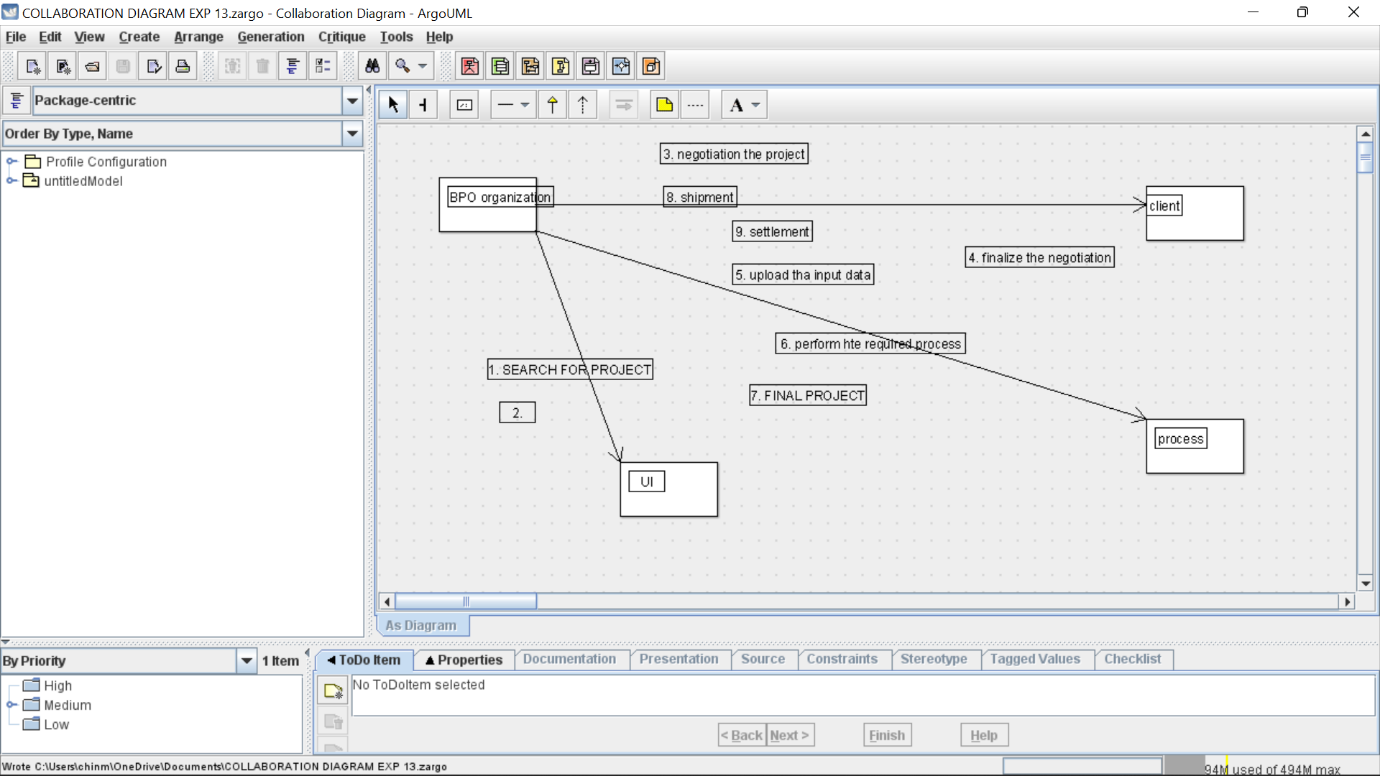 COLLABORATION DIAGRAM EXP 13.zargo - Collaboration Diagram - ArgoUML
File Edit View Create Arrange Generation Critique Tools Help
Package-centric
Order By Type, Name
Profile Configuration
untitledModel
A
3. negotiation the project
BPO organization
8. shipment
client
9. settlement
4. finalize the negotiation
5. upload tha input data
6. perform hte required process
1. SEARCH FOR PROJECT
7. FINAL PROJECT
2.
process
UI
As Diagram
By Priority
1 Item
High
Medium
Low
ToDo Item Properties Documentation Presentation Source Constraints Stereotype Tagged Values Checklist
No ToDoItem selected
< Back Next > Finish Help
Wrote C:\Users\chinm\OneDrive\Documents\COLLABORATION DIAGRAM EXP 13.zargo
94M used of 494M max